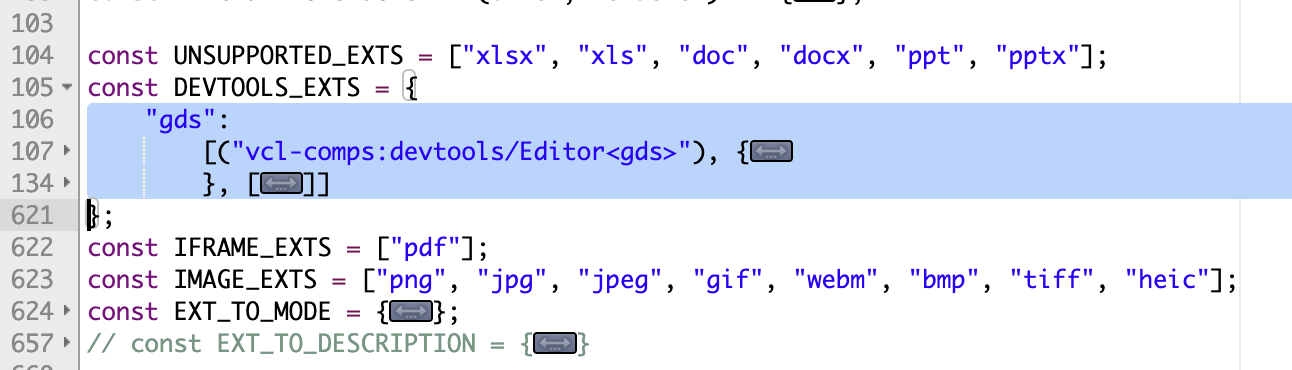 103
104 const UNSUPPORTED_EXTS = ["xlsx", "xls", "doc", "docx", "ppt", "pptx"];
105 const DEVTOOLS_EXTS = {
106 "gds":
107 [("vcl-comps:devtools/Editor<gds>"), {
134 }, []]
621 };
622 const IFRAME_EXTS = ["pdf"];
623 const IMAGE_EXTS = ["png", "jpg", "jpeg", "gif", "webm", "bmp", "tiff", "heic"];
624 const EXT_TO_MODE = {};
657 // const EXT_TO_DESCRIPTION = {}